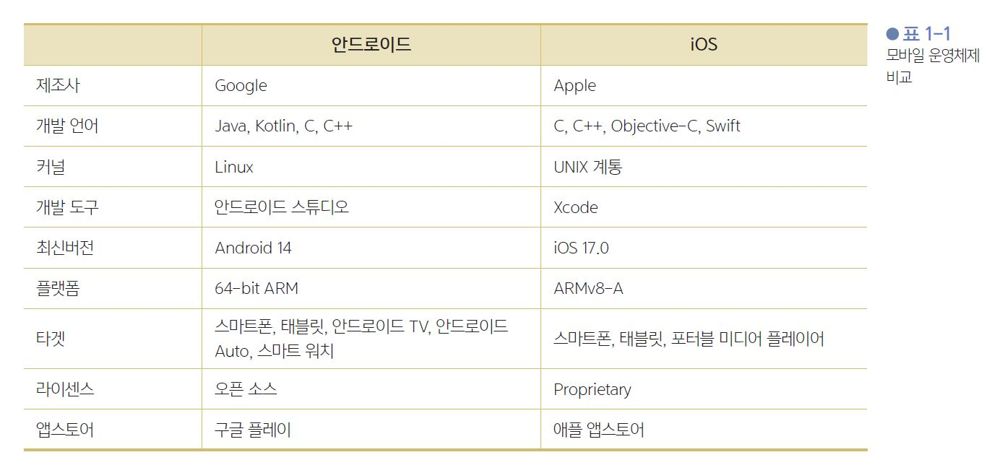 안드로이드 iOS
제조사 Google Apple
개발 언어 Java, Kotlin, C, C++ C, C++, Objective-C, Swift
커널 Linux UNIX 계통
개발 도구 안드로이드 스튜디오 Xcode
최신버전 Android 14 iOS 17.0
플랫폼 64-bit ARM ARMv8-A
타겟 스마트폰, 태블릿, 안드로이드 TV, 안드로이드
Auto, 스마트 워치 스마트폰, 태블릿, 포터블 미디어 플레이어
라이센스 오픈 소스 Proprietary
앱스토어 구글 플레이 애플 앱스토어
● 표 1-1
모바일 운영체제
비교